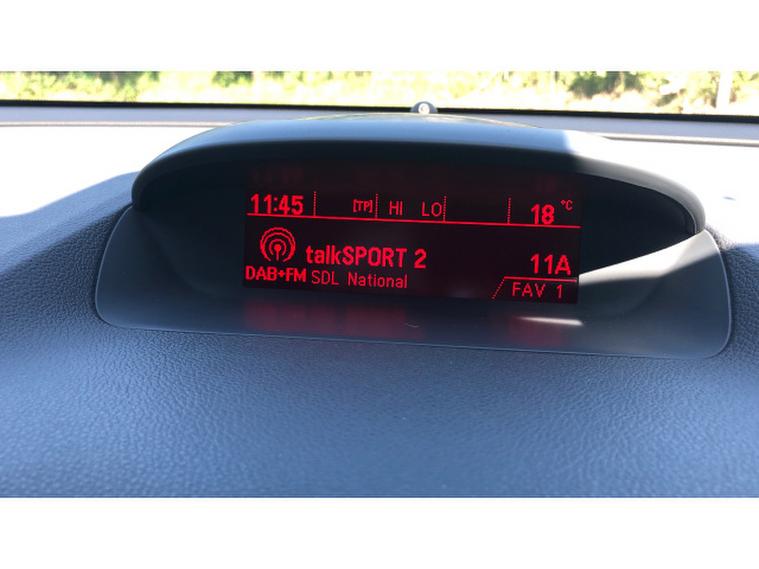 11:45 [TP] HI LO 18 °C
talkSPORT 2 11A
DAB+FM SDL National FAV 1